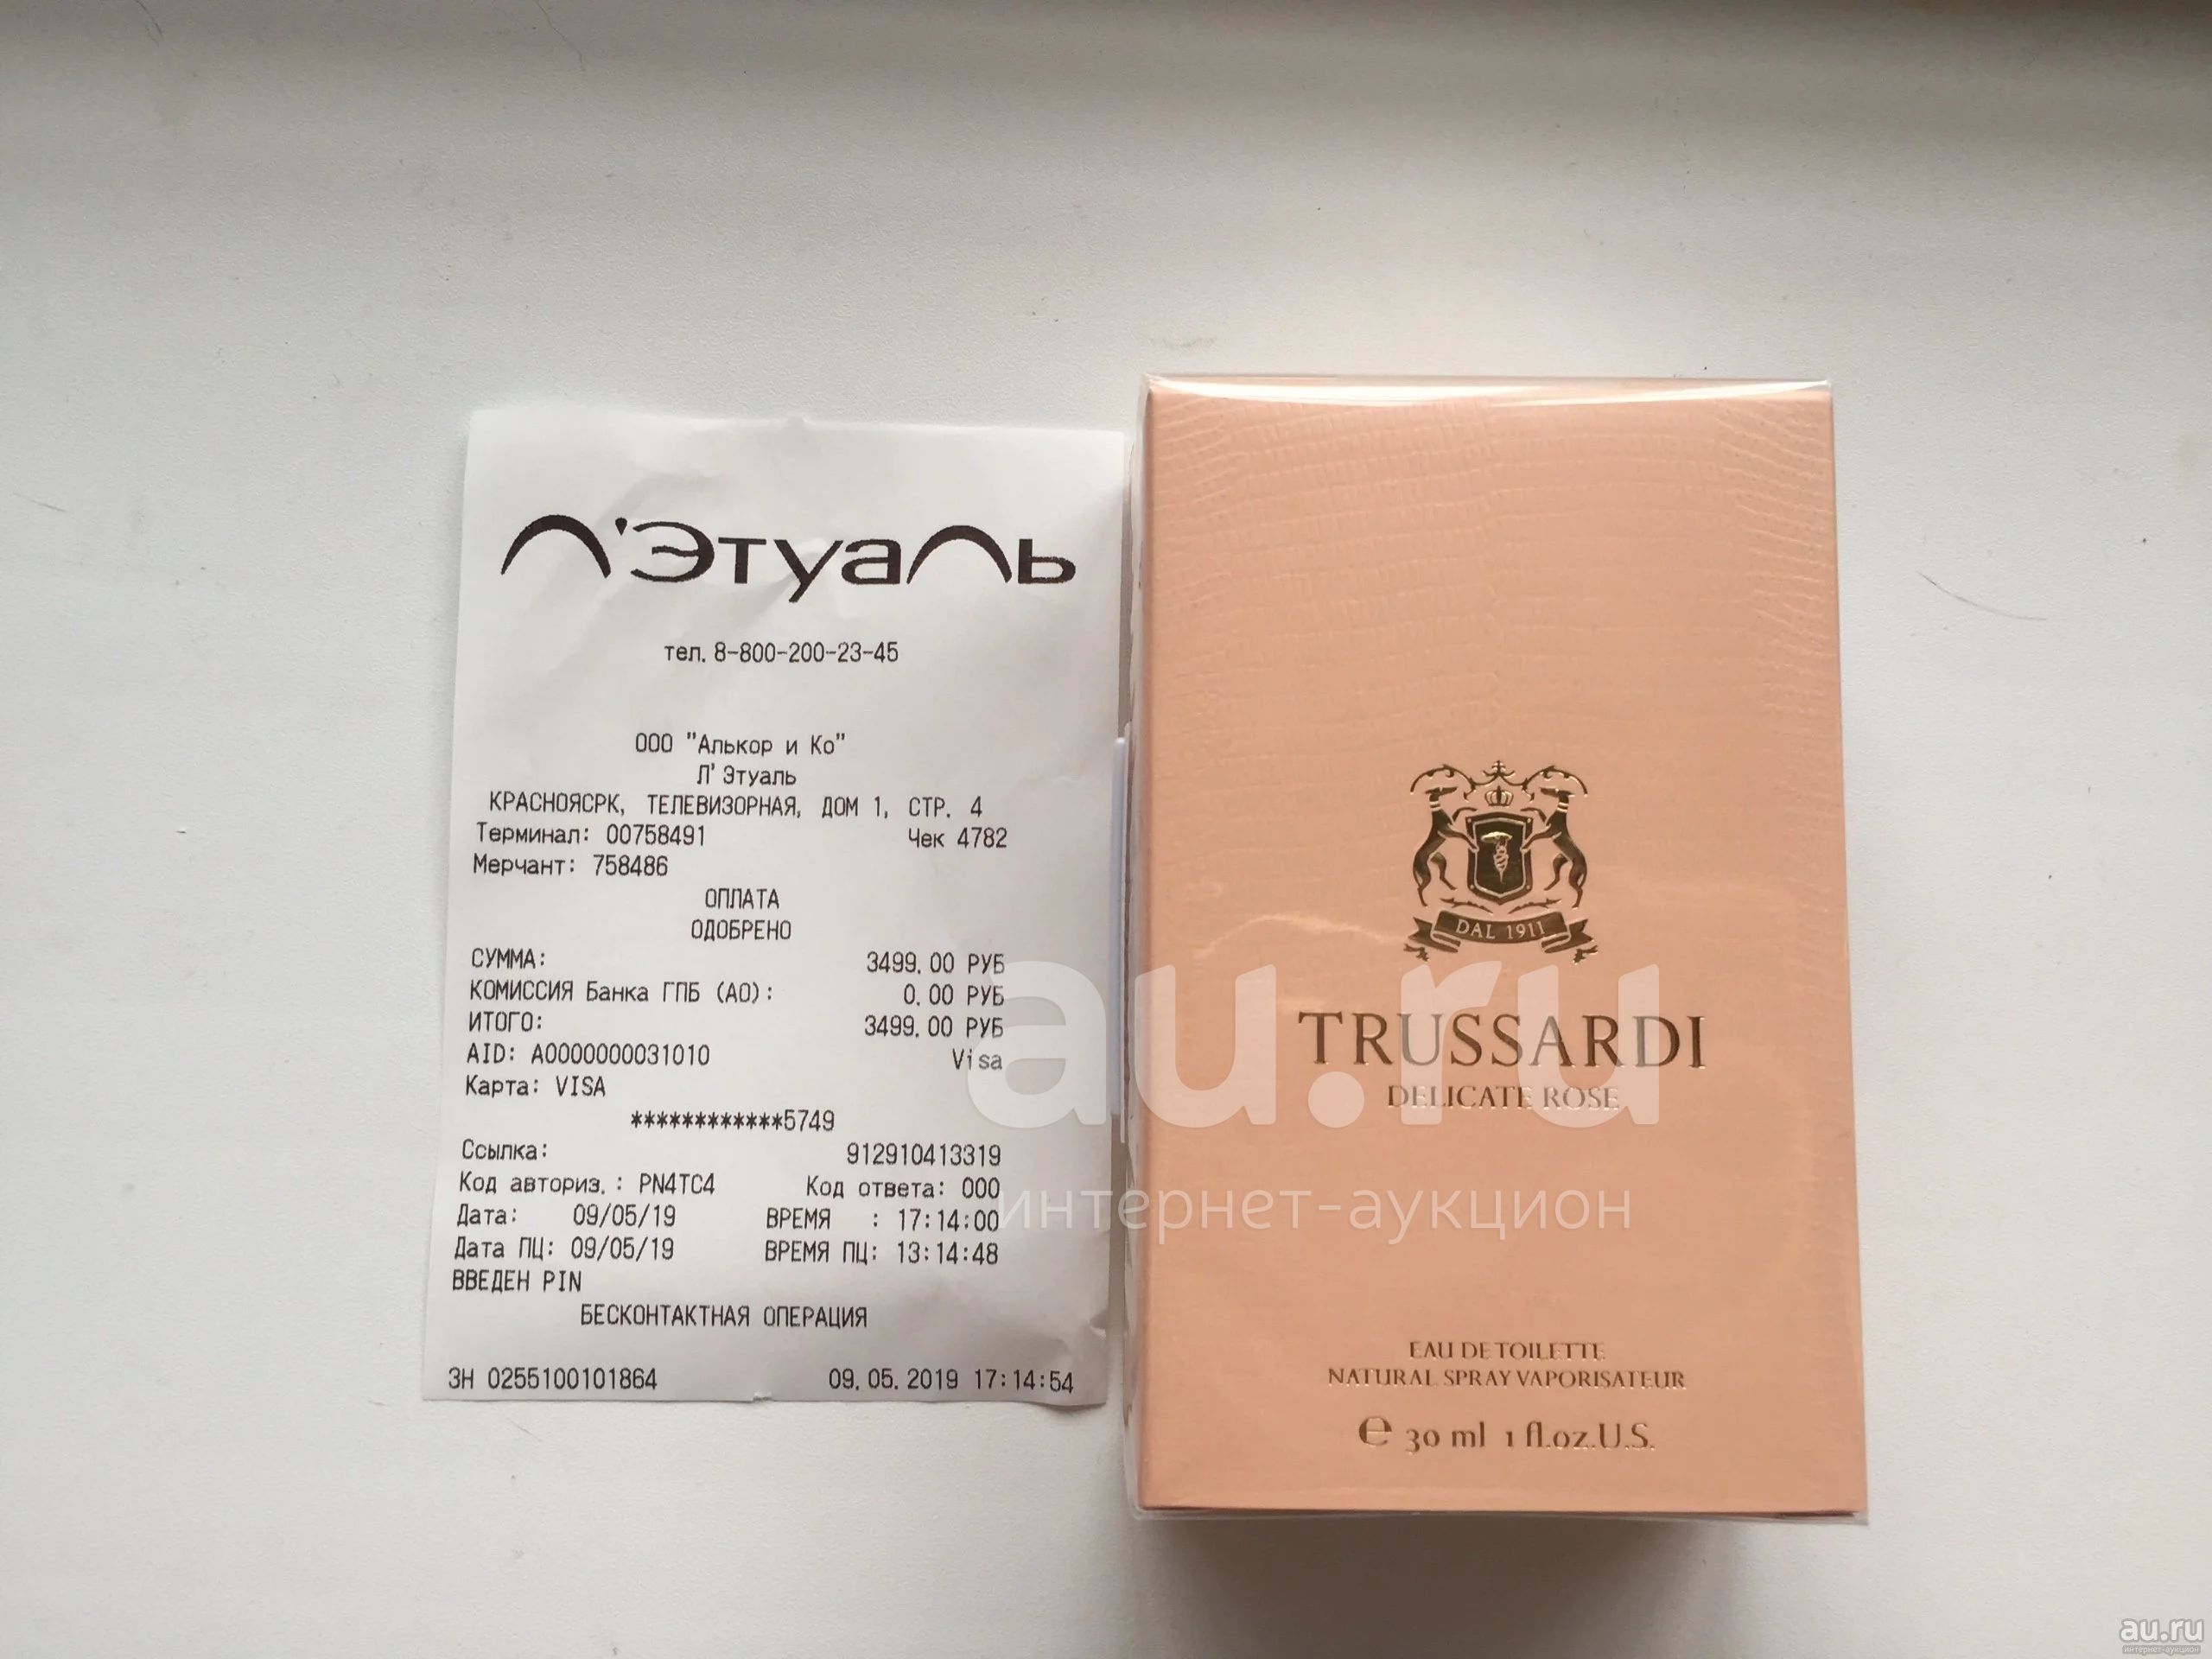 Л'Этуаль
тел. 8-800-200-23-45
ООО "Алькор и Ко"
Л'Этуаль
КРАСНОЯСРК, ТЕЛЕВИЗОРНАЯ, ДОМ 1, СТР. 4
Терминал: 00758491 Чек 4782
Мерчант: 758486
ОПЛАТА
ОДОБРЕНО
СУММА: 3499.00 РУБ
КОМИССИЯ Банка ГПБ (АО): 0.00 РУБ
ИТОГО: 3499.00 РУБ
AID: A0000000031010 Visa
Карта: VISA
************5749
Ссылка: 912910413319
Код авториз.: PN4TC4 Код ответа: 000
Дата: 09/05/19 ВРЕМЯ : 17:14:00
Дата ПЦ: 09/05/19 ВРЕМЯ ПЦ: 13:14:48
ВВЕДЕН PIN
БЕСКОНТАКТНАЯ ОПЕРАЦИЯ
ЗН 0255100101864 09.05.2019 17:14:54
DAL 1911
TRUSSARDI
DELICATE ROSE
EAU DE TOILETTE
NATURAL SPRAY VAPORISATEUR
e 30 ml 1 fl.oz.U.S.
au.ru
интернет-аукцион
au.ru
интернет-аукцион